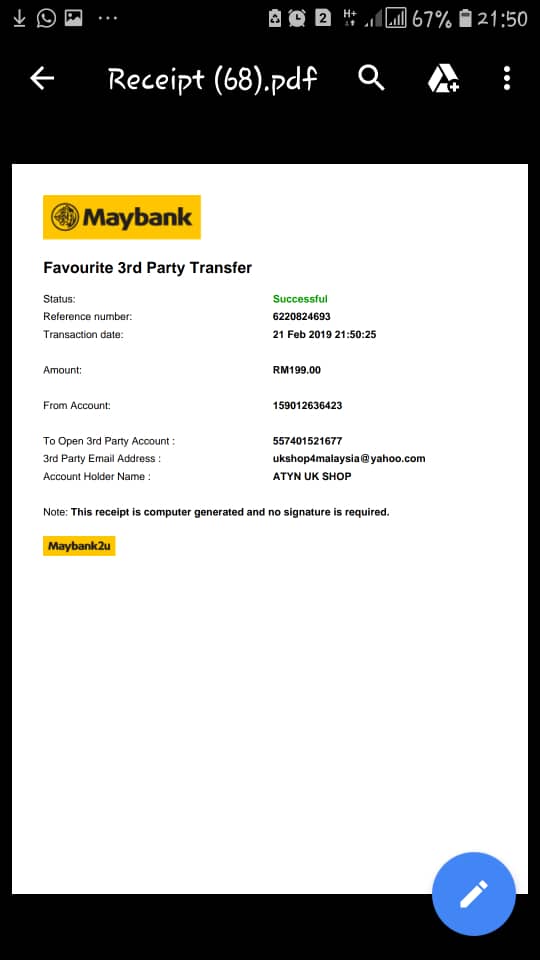 H+ 2 67% 21:50
Receipt (68).pdf
Maybank
Favourite 3rd Party Transfer
Status: Successful
Reference number: 6220824693
Transaction date: 21 Feb 2019 21:50:25
Amount: RM199.00
From Account: 159012636423
To Open 3rd Party Account : 557401521677
3rd Party Email Address : ukshop4malaysia@yahoo.com
Account Holder Name : ATYN UK SHOP
Note: This receipt is computer generated and no signature is required.
Maybank2u